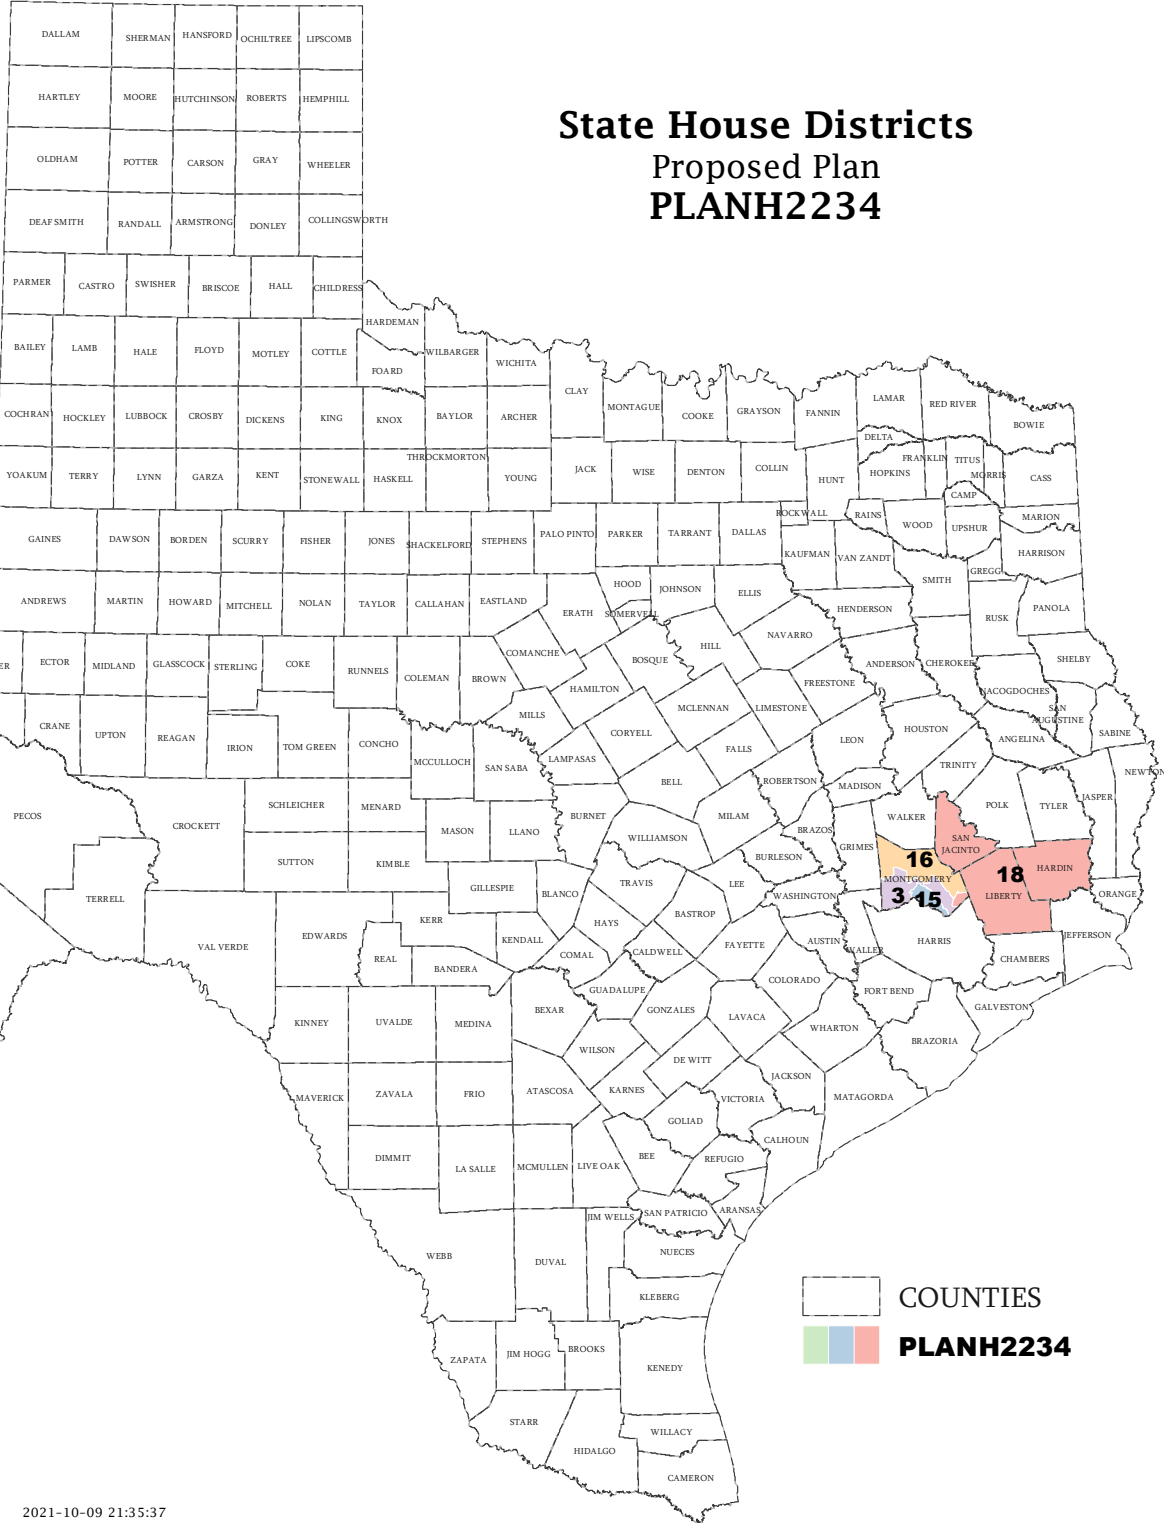 State House Districts
Proposed Plan
PLANH2234
DALLAM
SHERMAN
HANSFORD
OCHILTREE
LIPSCOMB
HARTLEY
MOORE
HUTCHINSON
ROBERTS
HEMPHILL
OLDHAM
POTTER
CARSON
GRAY
WHEELER
DEAF SMITH
RANDALL
ARMSTRONG
DONLEY
COLLINGSWORTH
PARMER
CASTRO
SWISHER
BRISCOE
HALL
CHILDRESS
HARDEMAN
BAILEY
LAMB
HALE
FLOYD
MOTLEY
COTTLE
FOARD
WILBARGER
WICHITA
CLAY
COCHRAN
HOCKLEY
LUBBOCK
CROSBY
DICKENS
KING
KNOX
BAYLOR
ARCHER
MONTAGUE
COOKE
GRAYSON
FANNIN
LAMAR
RED RIVER
BOWIE
DELTA
YOAKUM
TERRY
LYNN
GARZA
KENT
STONEWALL
HASKELL
THROCKMORTON
YOUNG
JACK
WISE
DENTON
COLLIN
HUNT
HOPKINS
FRANKLIN
TITUS
MORRIS
CASS
CAMP
ROCKWALL
RAINS
WOOD
UPSHUR
MARION
GAINES
DAWSON
BORDEN
SCURRY
FISHER
JONES
SHACKELFORD
STEPHENS
PALO PINTO
PARKER
TARRANT
DALLAS
KAUFMAN
VAN ZANDT
SMITH
GREGG
HARRISON
ANDREWS
MARTIN
HOWARD
MITCHELL
NOLAN
TAYLOR
CALLAHAN
EASTLAND
ERATH
HOOD
SOMERVELL
JOHNSON
ELLIS
HENDERSON
RUSK
PANOLA
NAVARRO
ER
ECTOR
MIDLAND
GLASSCOCK
STERLING
COKE
RUNNELS
COLEMAN
BROWN
COMANCHE
HAMILTON
BOSQUE
HILL
FREESTONE
ANDERSON
CHEROKEE
SHELBY
NACOGDOCHES
SAN
AUGUSTINE
SABINE
CRANE
UPTON
REAGAN
IRION
TOM GREEN
CONCHO
MCCULLOCH
SAN SABA
MILLS
LAMPASAS
CORYELL
MCLENNAN
LIMESTONE
FALLS
LEON
HOUSTON
ANGELINA
TRINITY
NEWTON
PECOS
CROCKETT
SCHLEICHER
MENARD
MASON
LLANO
BURNET
BELL
MILAM
ROBERTSON
MADISON
WALKER
POLK
TYLER
JASPER
SUTTON
KIMBLE
WILLIAMSON
BRAZOS
BURLESON
GRIMES
SAN
JACINTO
16
MONTGOMERY
3
15
18
LIBERTY
HARDIN
ORANGE
TERRELL
VAL VERDE
EDWARDS
GILLESPIE
KERR
BLANCO
TRAVIS
LEE
WASHINGTON
HAYS
BASTROP
KENDALL
REAL
BANDERA
COMAL
CALDWELL
FAYETTE
AUSTIN
WALLER
HARRIS
CHAMBERS
JEFFERSON
KINNEY
UVALDE
MEDINA
BEXAR
GUADALUPE
GONZALES
LAVACA
COLORADO
FORT BEND
GALVESTON
WHARTON
BRAZORIA
WILSON
DE WITT
MAVERICK
ZAVALA
FRIO
ATASCOSA
KARNES
VICTORIA
JACKSON
MATAGORDA
GOLIAD
CALHOUN
DIMMIT
LA SALLE
MCMULLEN
LIVE OAK
BEE
REFUGIO
ARANSAS
SAN PATRICIO
JIM WELLS
WEBB
DUVAL
NUECES
KLEBERG
ZAPATA
JIM HOGG
BROOKS
KENEDY
STARR
HIDALGO
WILLACY
CAMERON
COUNTIES
PLANH2234
2021-10-09 21:35:37